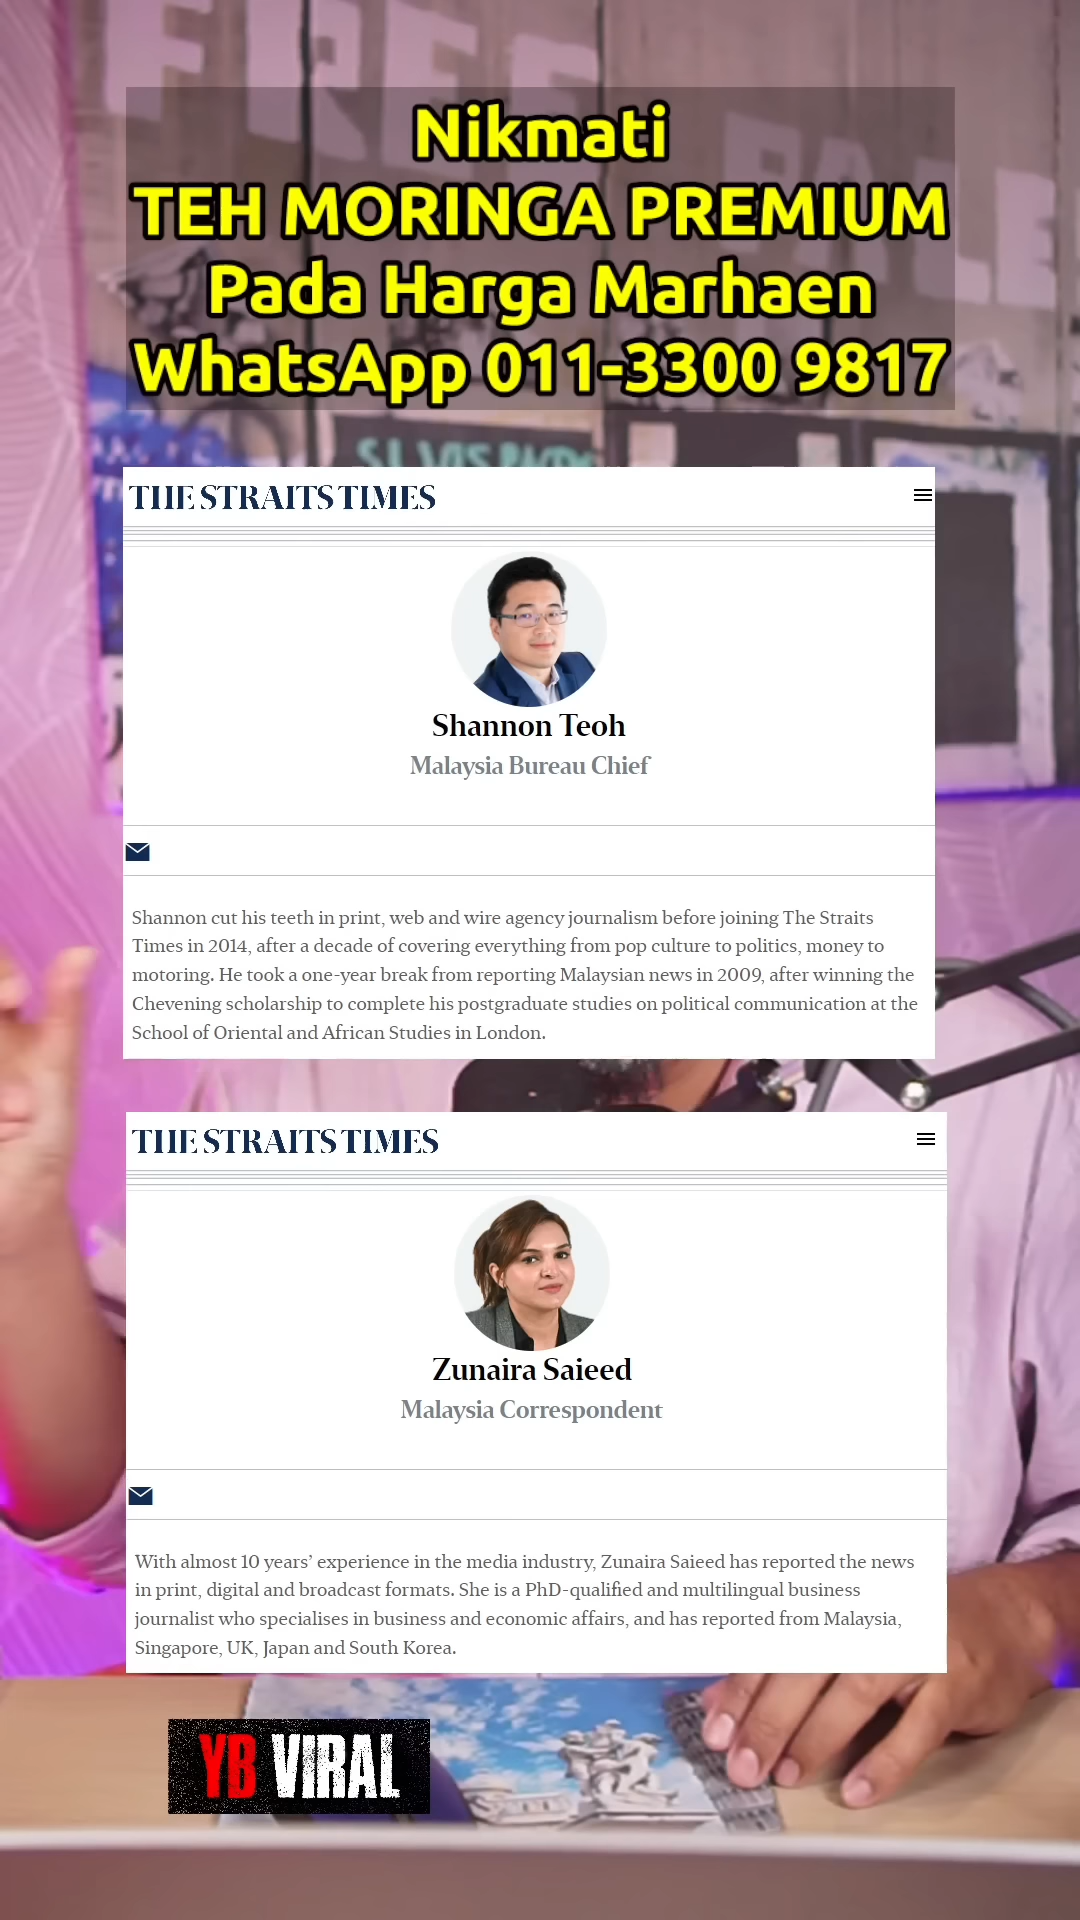 FREE PALE
Nikmati
TEH MORINGA PREMIUM
Pada Harga Marhaen
WhatsApp 011-3300 9817
THE STRAITS TIMES
Shannon Teoh
Malaysia Bureau Chief
Shannon cut his teeth in print, web and wire agency journalism before joining The Straits
Times in 2014, after a decade of covering everything from pop culture to politics, money to
motoring. He took a one-year break from reporting Malaysian news in 2009, after winning the
Chevening scholarship to complete his postgraduate studies on political communication at the
School of Oriental and African Studies in London.
THE STRAITS TIMES
Zunaira Saieed
Malaysia Correspondent
With almost 10 years’ experience in the media industry, Zunaira Saieed has reported the news
in print, digital and broadcast formats. She is a PhD-qualified and multilingual business
journalist who specialises in business and economic affairs, and has reported from Malaysia,
Singapore, UK, Japan and South Korea.
YB VIRAL